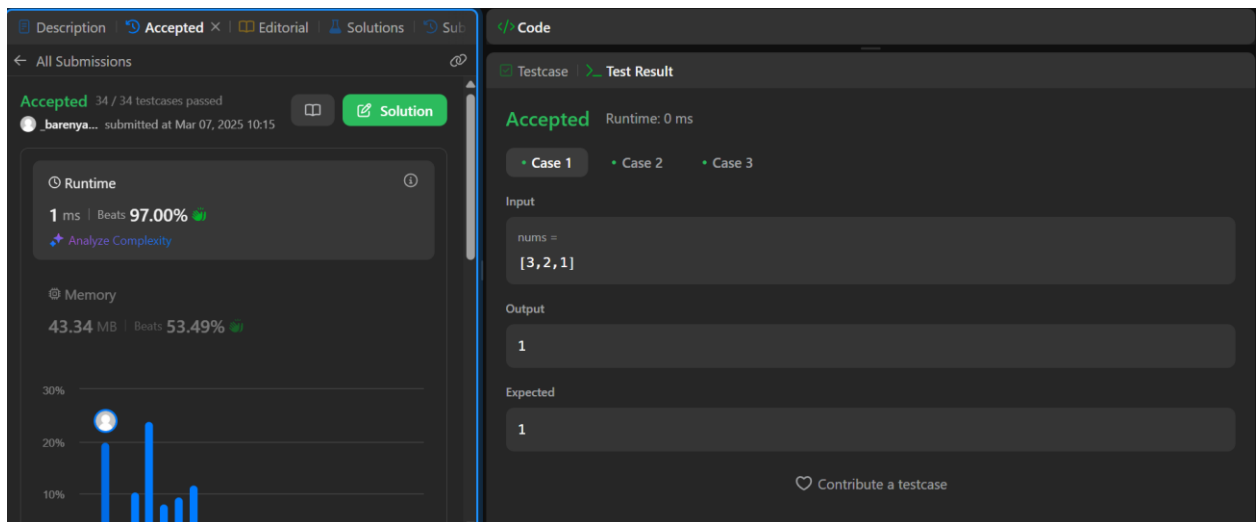 Description | Accepted × | Editorial | Solutions | Sub
← All Submissions
Accepted 34 / 34 testcases passed
_barenya... submitted at Mar 07, 2025 10:15
Solution
Runtime
1 ms | Beats 97.00%
Analyze Complexity
Memory
43.34 MB | Beats 53.49%
30%
20%
10%
</> Code
Testcase | >_ Test Result
Accepted Runtime: 0 ms
• Case 1 • Case 2 • Case 3
Input
nums =
[3,2,1]
Output
1
Expected
1
Contribute a testcase